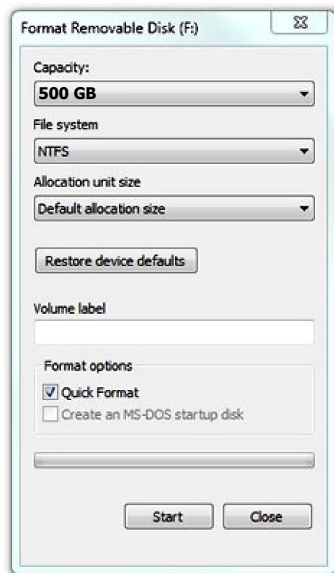 Format Removable Disk (F:)
Capacity:
500 GB
File system
NTFS
Allocation unit size
Default allocation size
Restore device defaults
Volume label
Format options
Quick Format
Create an MS-DOS startup disk
Start Close